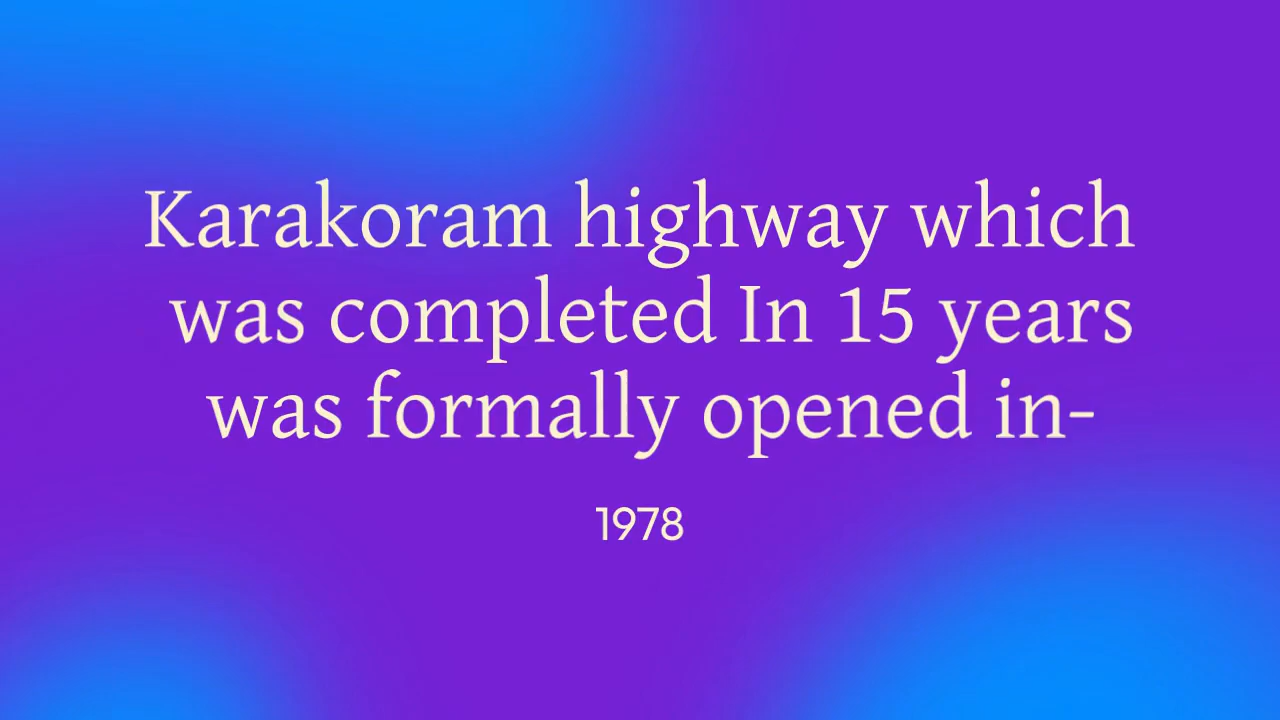 Karakoram highway which
was completed In 15 years
was formally opened in-
1978